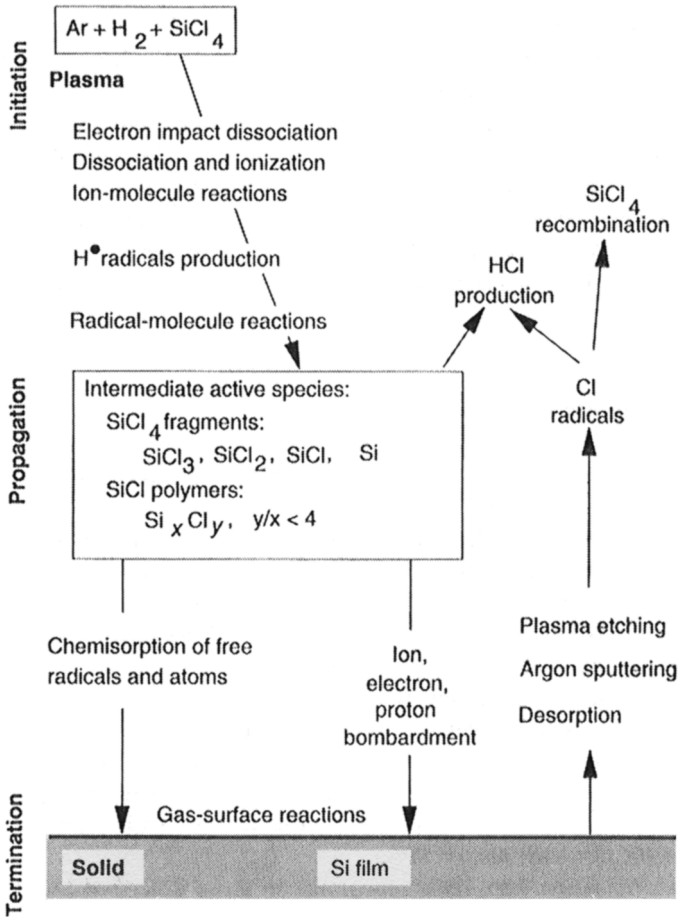 Initiation
Ar + H2 + SiCl4
Plasma
Electron impact dissociation
Dissociation and ionization
Ion-molecule reactions
H• radicals production
Radical-molecule reactions
SiCl4
recombination
HCl
production
Cl
radicals
Propagation
Intermediate active species:
SiCl4 fragments:
SiCl3, SiCl2, SiCl, Si
SiCl polymers:
SixCly, y/x < 4
Chemisorption of free
radicals and atoms
Ion,
electron,
proton
bombardment
Plasma etching
Argon sputtering
Desorption
Termination
Gas-surface reactions
Solid
Si film